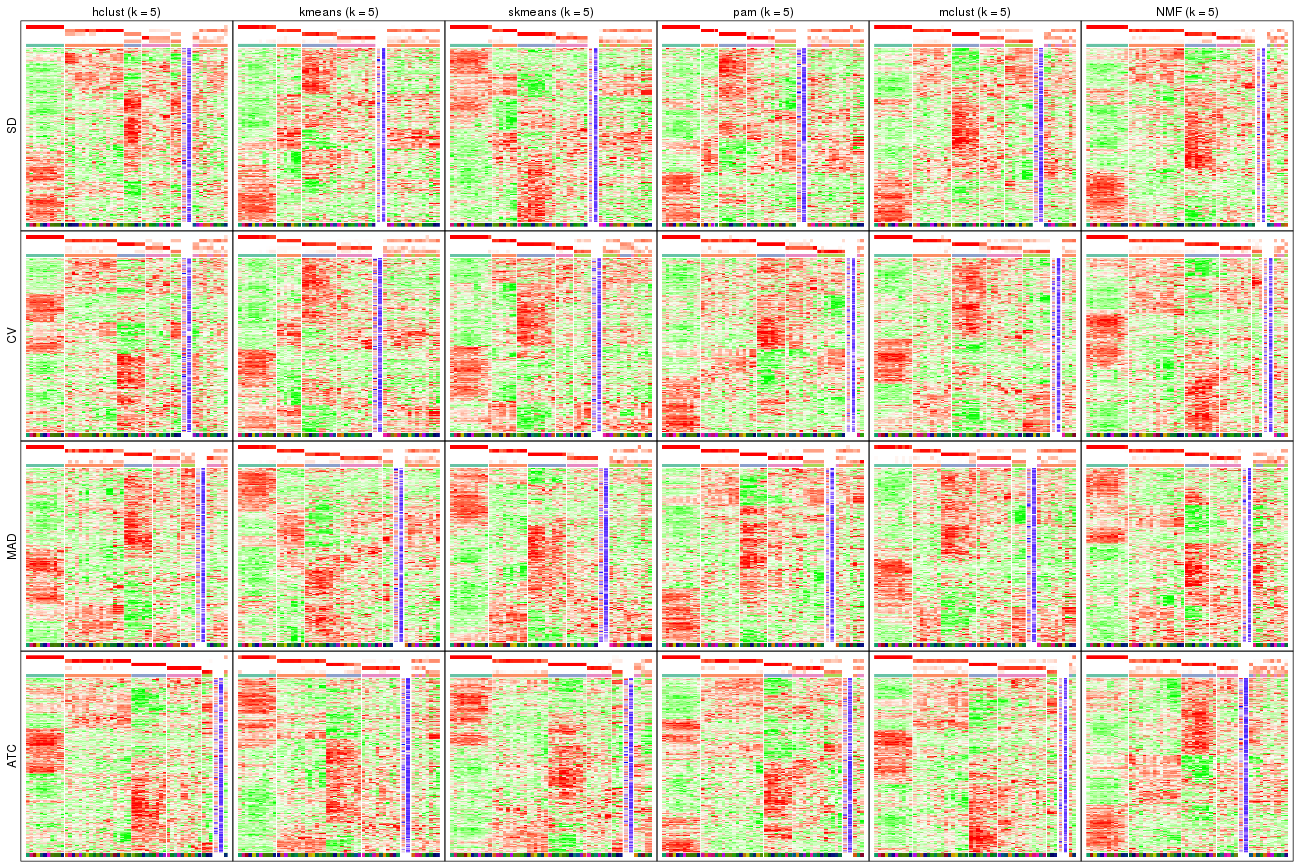 hclust (k = 5) kmeans (k = 5) skmeans (k = 5) pam (k = 5) mclust (k = 5) NMF (k = 5)
SD
CV
MAD
ATC